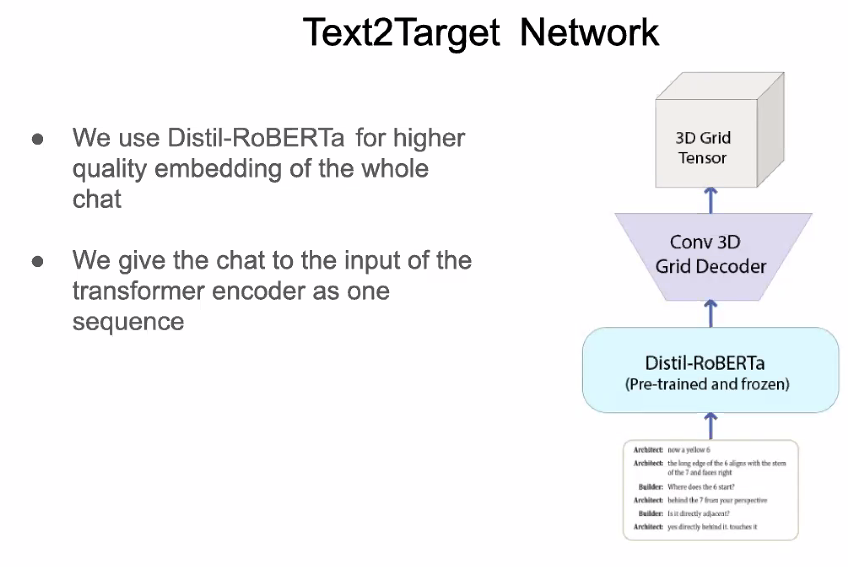 Text2Target Network
● We use Distil-RoBERTa for higher
quality embedding of the whole
chat
● We give the chat to the input of the
transformer encoder as one
sequence
3D Grid
Tensor
Conv 3D
Grid Decoder
Distil-RoBERTa
(Pre-trained and frozen)
Architect: now a yellow 6
Architect: the long edge of the 6 aligns with the stem
of the 7 and faces right
Builder: Where does the 6 start?
Architect: behind the 7 from your perspective
Builder: Is it directly adjacent?
Architect: yes directly behind it. touches it